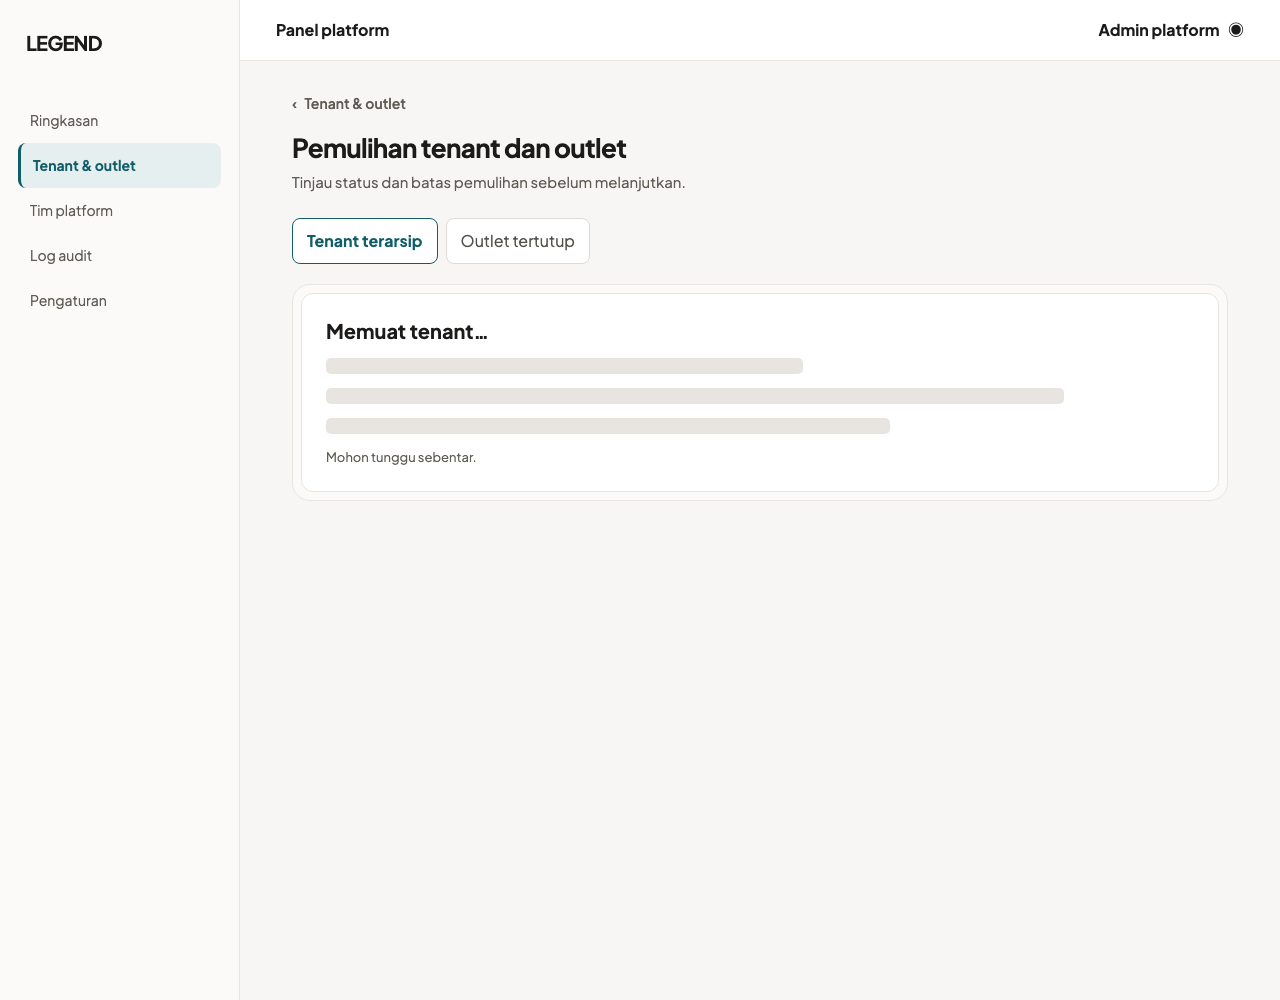 LEGEND
Ringkasan
Tenant & outlet
Tim platform
Log audit
Pengaturan
Panel platform
Admin platform
‹ Tenant & outlet
Pemulihan tenant dan outlet
Tinjau status dan batas pemulihan sebelum melanjutkan.
Tenant terarsip
Outlet tertutup
Memuat tenant…
Mohon tunggu sebentar.